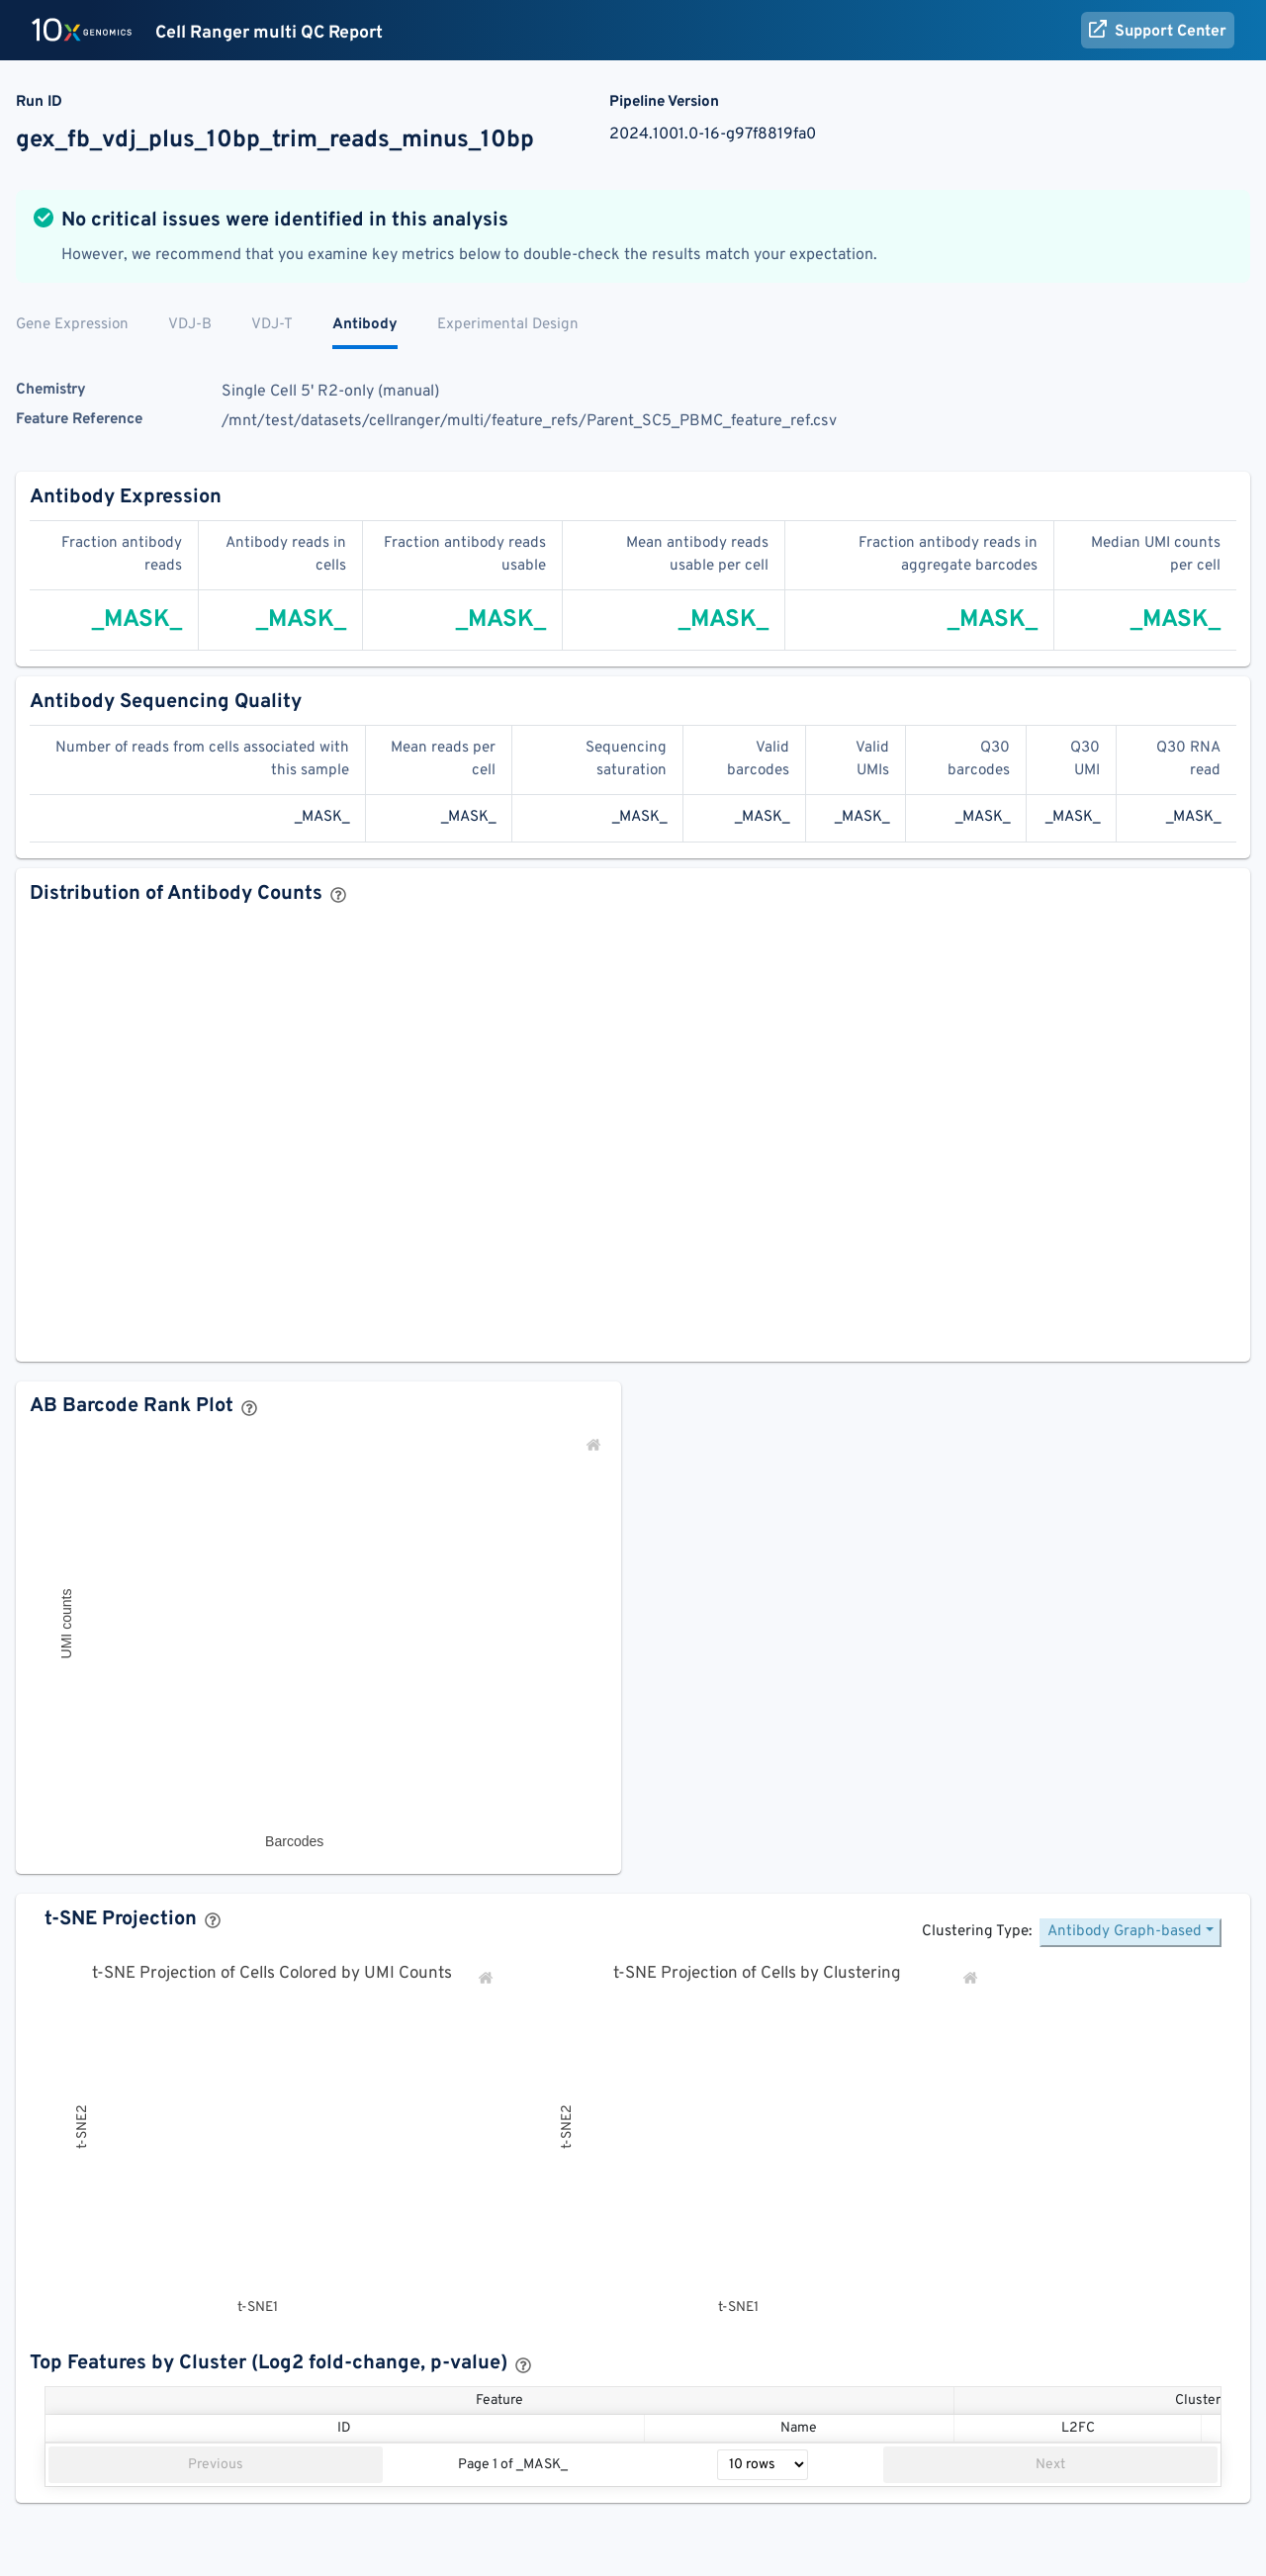 10x GENOMICS Cell Ranger multi QC Report Support Center
Run ID
gex_fb_vdj_plus_10bp_trim_reads_minus_10bp
Pipeline Version
2024.1001.0-16-g97f8819fa0
No critical issues were identified in this analysis
However, we recommend that you examine key metrics below to double-check the results match your expectation.
Gene Expression VDJ-B VDJ-T Antibody Experimental Design
Chemistry Single Cell 5' R2-only (manual)
Feature Reference /mnt/test/datasets/cellranger/multi/feature_refs/Parent_SC5_PBMC_feature_ref.csv
Antibody Expression
Fraction antibody reads Antibody reads in cells Fraction antibody reads usable Mean antibody reads usable per cell Fraction antibody reads in aggregate barcodes Median UMI counts per cell
_MASK_ _MASK_ _MASK_ _MASK_ _MASK_ _MASK_
Antibody Sequencing Quality
Number of reads from cells associated with this sample Mean reads per cell Sequencing saturation Valid barcodes Valid UMIs Q30 barcodes Q30 UMI Q30 RNA read
_MASK_ _MASK_ _MASK_ _MASK_ _MASK_ _MASK_ _MASK_ _MASK_
Distribution of Antibody Counts ?
AB Barcode Rank Plot ?
UMI counts
Barcodes
t-SNE Projection ?
Clustering Type: Antibody Graph-based
t-SNE Projection of Cells Colored by UMI Counts
t-SNE2
t-SNE1
t-SNE Projection of Cells by Clustering
t-SNE2
t-SNE1
Top Features by Cluster (Log2 fold-change, p-value) ?
Feature Cluster
ID Name L2FC
Previous Page 1 of _MASK_ 10 rows Next